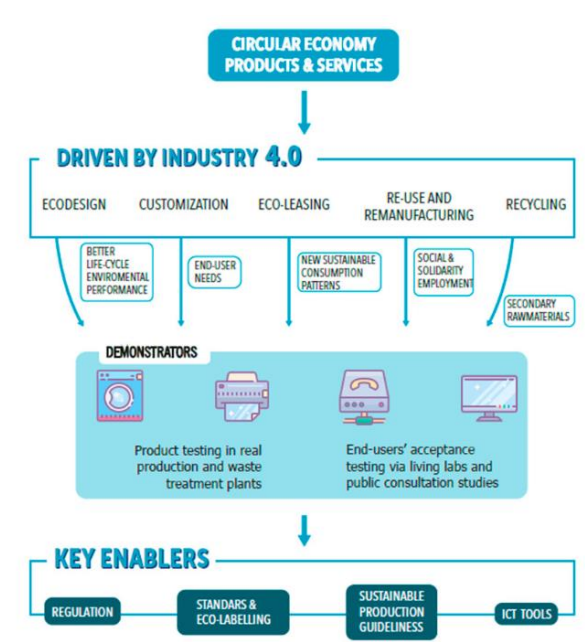 CIRCULAR ECONOMY
PRODUCTS & SERVICES
DRIVEN BY INDUSTRY 4.0
ECODESIGN
CUSTOMIZATION
ECO-LEASING
RE-USE AND
REMANUFACTURING
RECYCLING
BETTER
LIFE-CYCLE
ENVIROMENTAL
PERFORMANCE
END-USER
NEEDS
NEW SUSTAINABLE
CONSUMPTION
PATTERNS
SOCIAL &
SOLIDARITY
EMPLOYMENT
SECONDARY
RAWMATERIALS
DEMONSTRATORS
Product testing in real
production and waste
treatment plants
End-users' acceptance
testing via living labs and
public consultation studies
KEY ENABLERS
REGULATION
STANDARS &
ECO-LABELLING
SUSTAINABLE
PRODUCTION
GUIDELINESS
ICT TOOLS